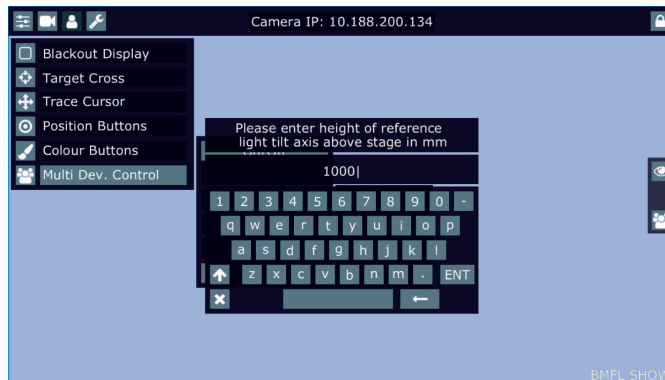 Camera IP: 10.188.200.134
Blackout Display
Target Cross
Trace Cursor
Position Buttons
Colour Buttons
Multi Dev. Control
Please enter height of reference
light tilt axis above stage in mm
1000|
1 2 3 4 5 6 7 8 9 0 -
q w e r t y u i o p
a s d f g h j k l
z x c v b n m . ENT
BMFL SHOW